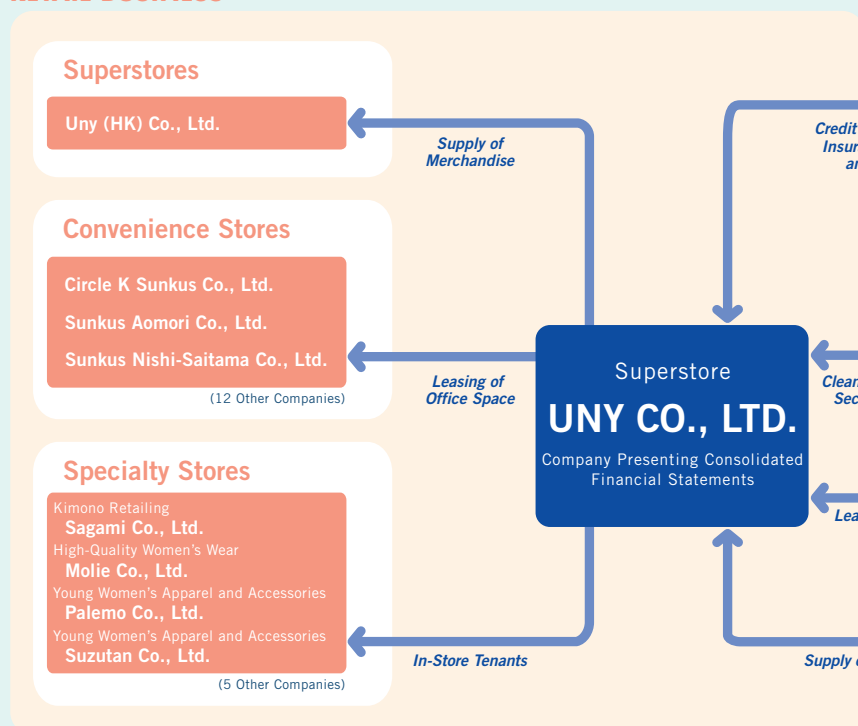 Superstores
Uny (HK) Co., Ltd.
Supply of
Merchandise
Convenience Stores
Circle K Sunkus Co., Ltd.
Sunkus Aomori Co., Ltd.
Sunkus Nishi-Saitama Co., Ltd.
(12 Other Companies)
Leasing of
Office Space
Specialty Stores
Kimono Retailing
Sagami Co., Ltd.
High-Quality Women's Wear
Molie Co., Ltd.
Young Women's Apparel and Accessories
Palemo Co., Ltd.
Young Women's Apparel and Accessories
Suzutan Co., Ltd.
(5 Other Companies)
In-Store Tenants
Superstore
UNY CO., LTD.
Company Presenting Consolidated
Financial Statements
Credit
Supply